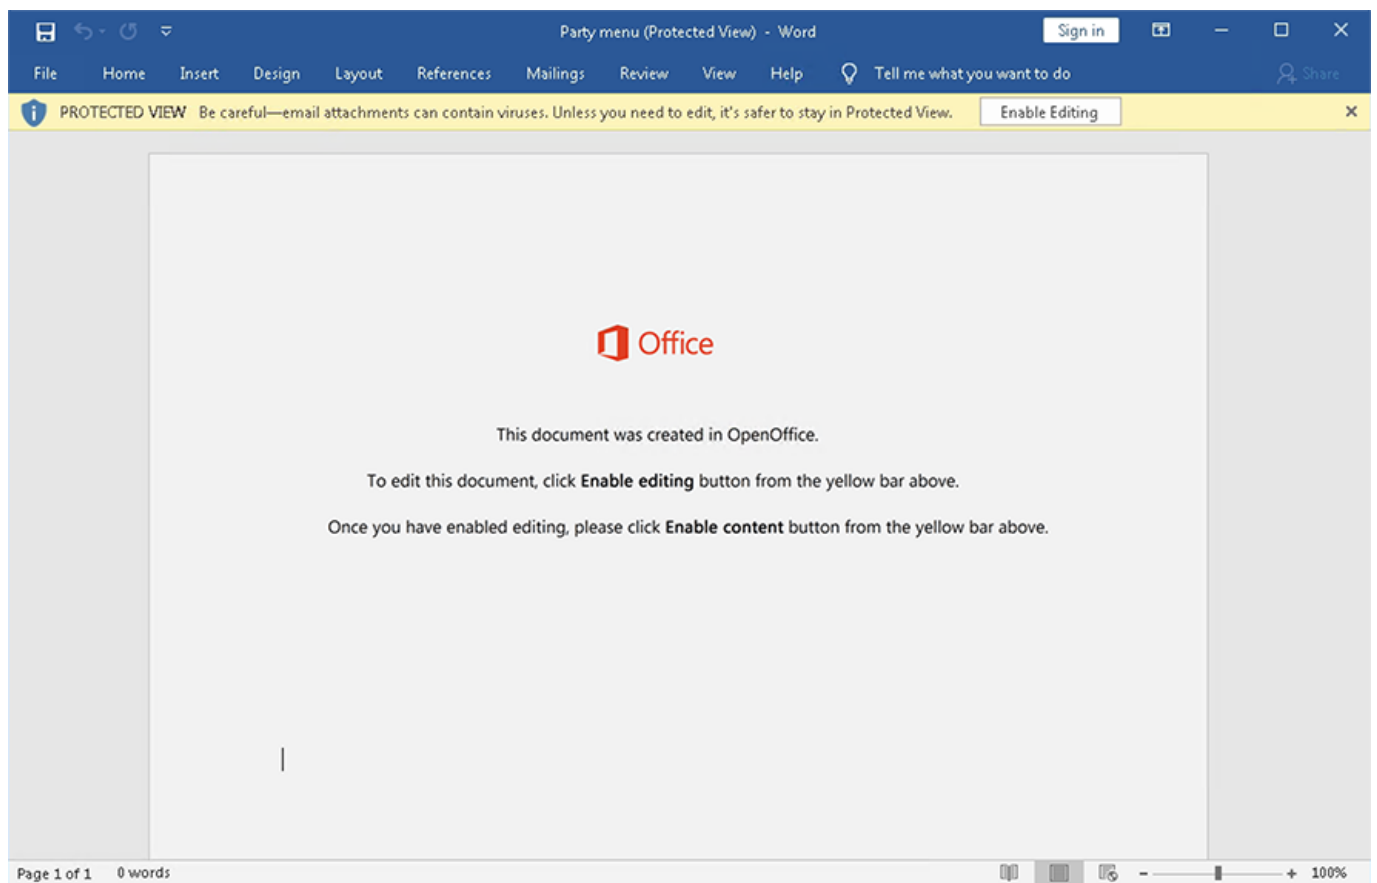 Party menu (Protected View) - Word Sign in
File Home Insert Design Layout References Mailings Review View Help Tell me what you want to do Share
PROTECTED VIEW Be careful—email attachments can contain viruses. Unless you need to edit, it's safer to stay in Protected View. Enable Editing
Office
This document was created in OpenOffice.
To edit this document, click Enable editing button from the yellow bar above.
Once you have enabled editing, please click Enable content button from the yellow bar above.
Page 1 of 1 0 words 100%